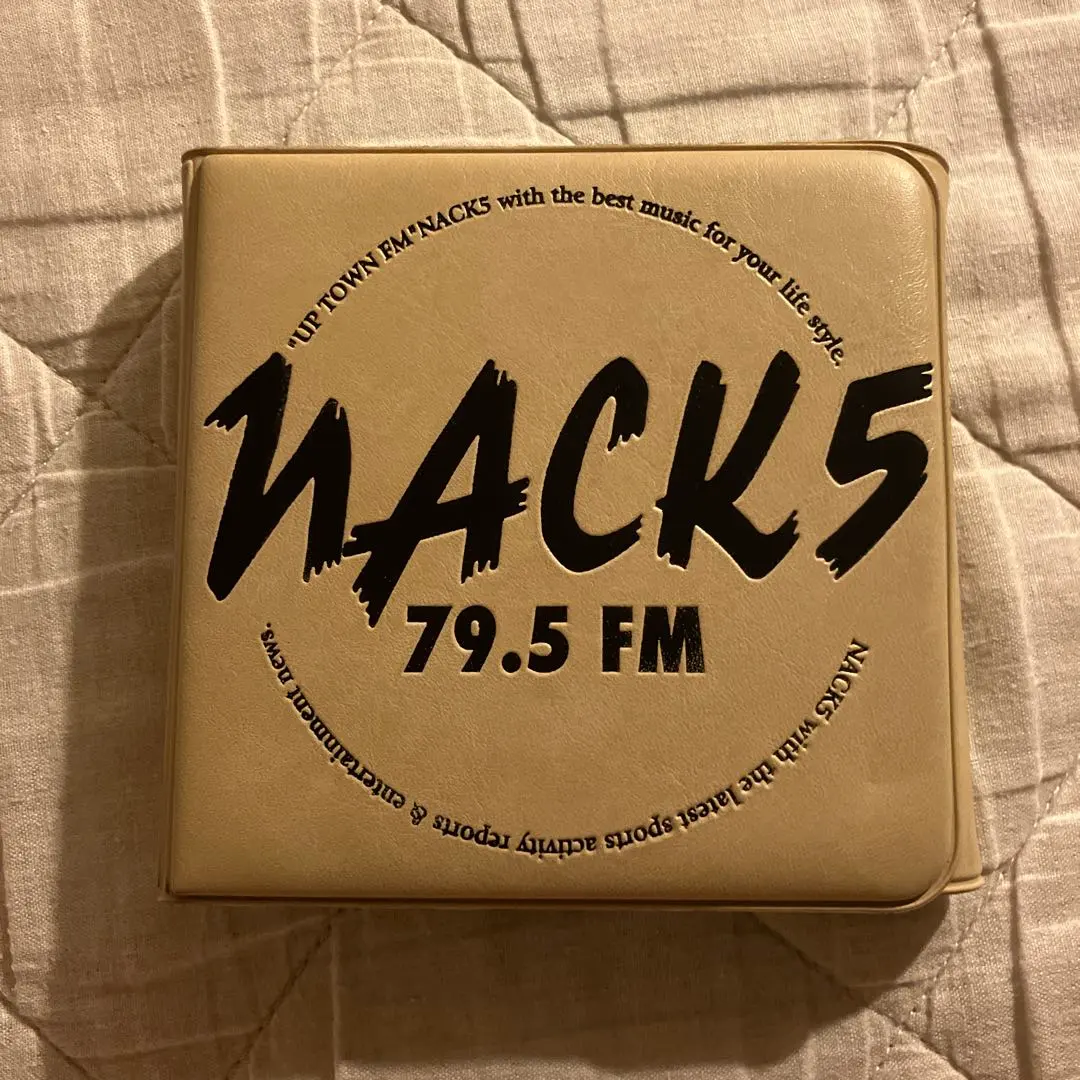 "UP TOWN FM"NACK5 with the best music for your life style.
NACK5
79.5 FM
NACK5 with the latest sports activity reports & entertainment news.